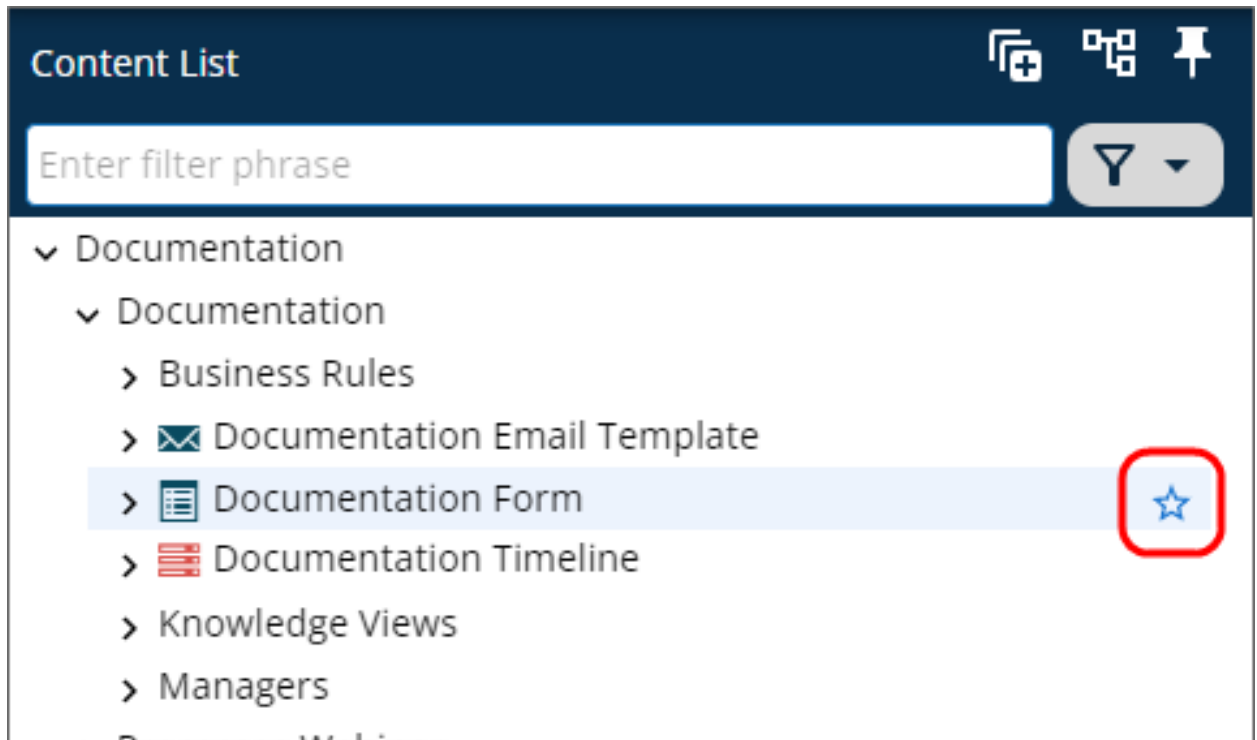 Content List
Enter filter phrase
Documentation
Documentation
Business Rules
Documentation Email Template
Documentation Form
Documentation Timeline
Knowledge Views
Managers